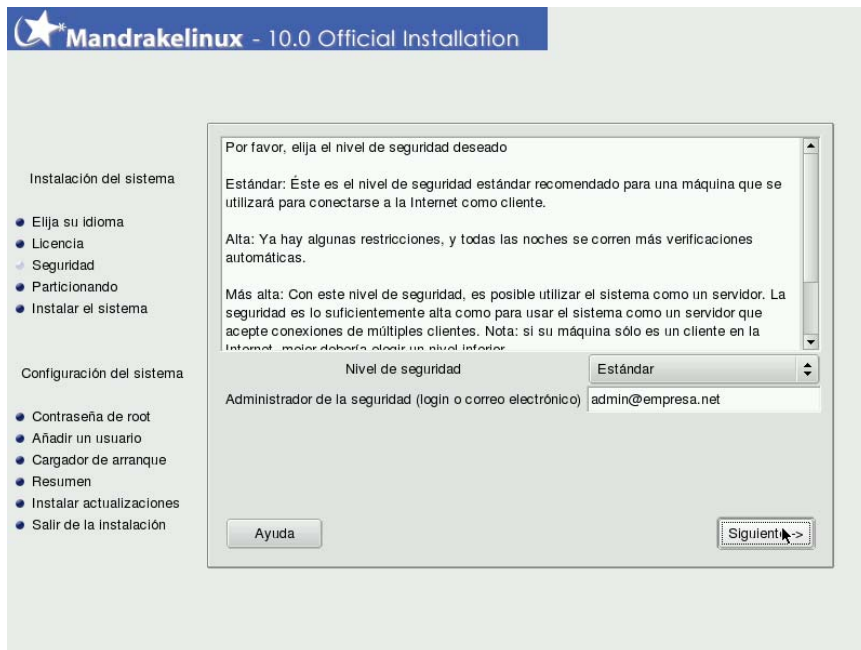 Mandrakelinux - 10.0 Official Installation
Instalación del sistema
Elija su idioma
Licencia
Seguridad
Particionando
Instalar el sistema
Configuración del sistema
Contraseña de root
Añadir un usuario
Cargador de arranque
Resumen
Instalar actualizaciones
Salir de la instalación
Por favor, elija el nivel de seguridad deseado
Estándar: Éste es el nivel de seguridad estándar recomendado para una máquina que se
utilizará para conectarse a la Internet como cliente.
Alta: Ya hay algunas restricciones, y todas las noches se corren más verificaciones
automáticas.
Más alta: Con este nivel de seguridad, es posible utilizar el sistema como un servidor. La
seguridad es lo suficientemente alta como para usar el sistema como un servidor que
acepte conexiones de múltiples clientes. Nota: si su máquina sólo es un cliente en la
Internet, mejor debería elegir un nivel inferior.
Nivel de seguridad
Estándar
Administrador de la seguridad (login o correo electrónico)
admin@empresa.net
Ayuda
Siguiente ->